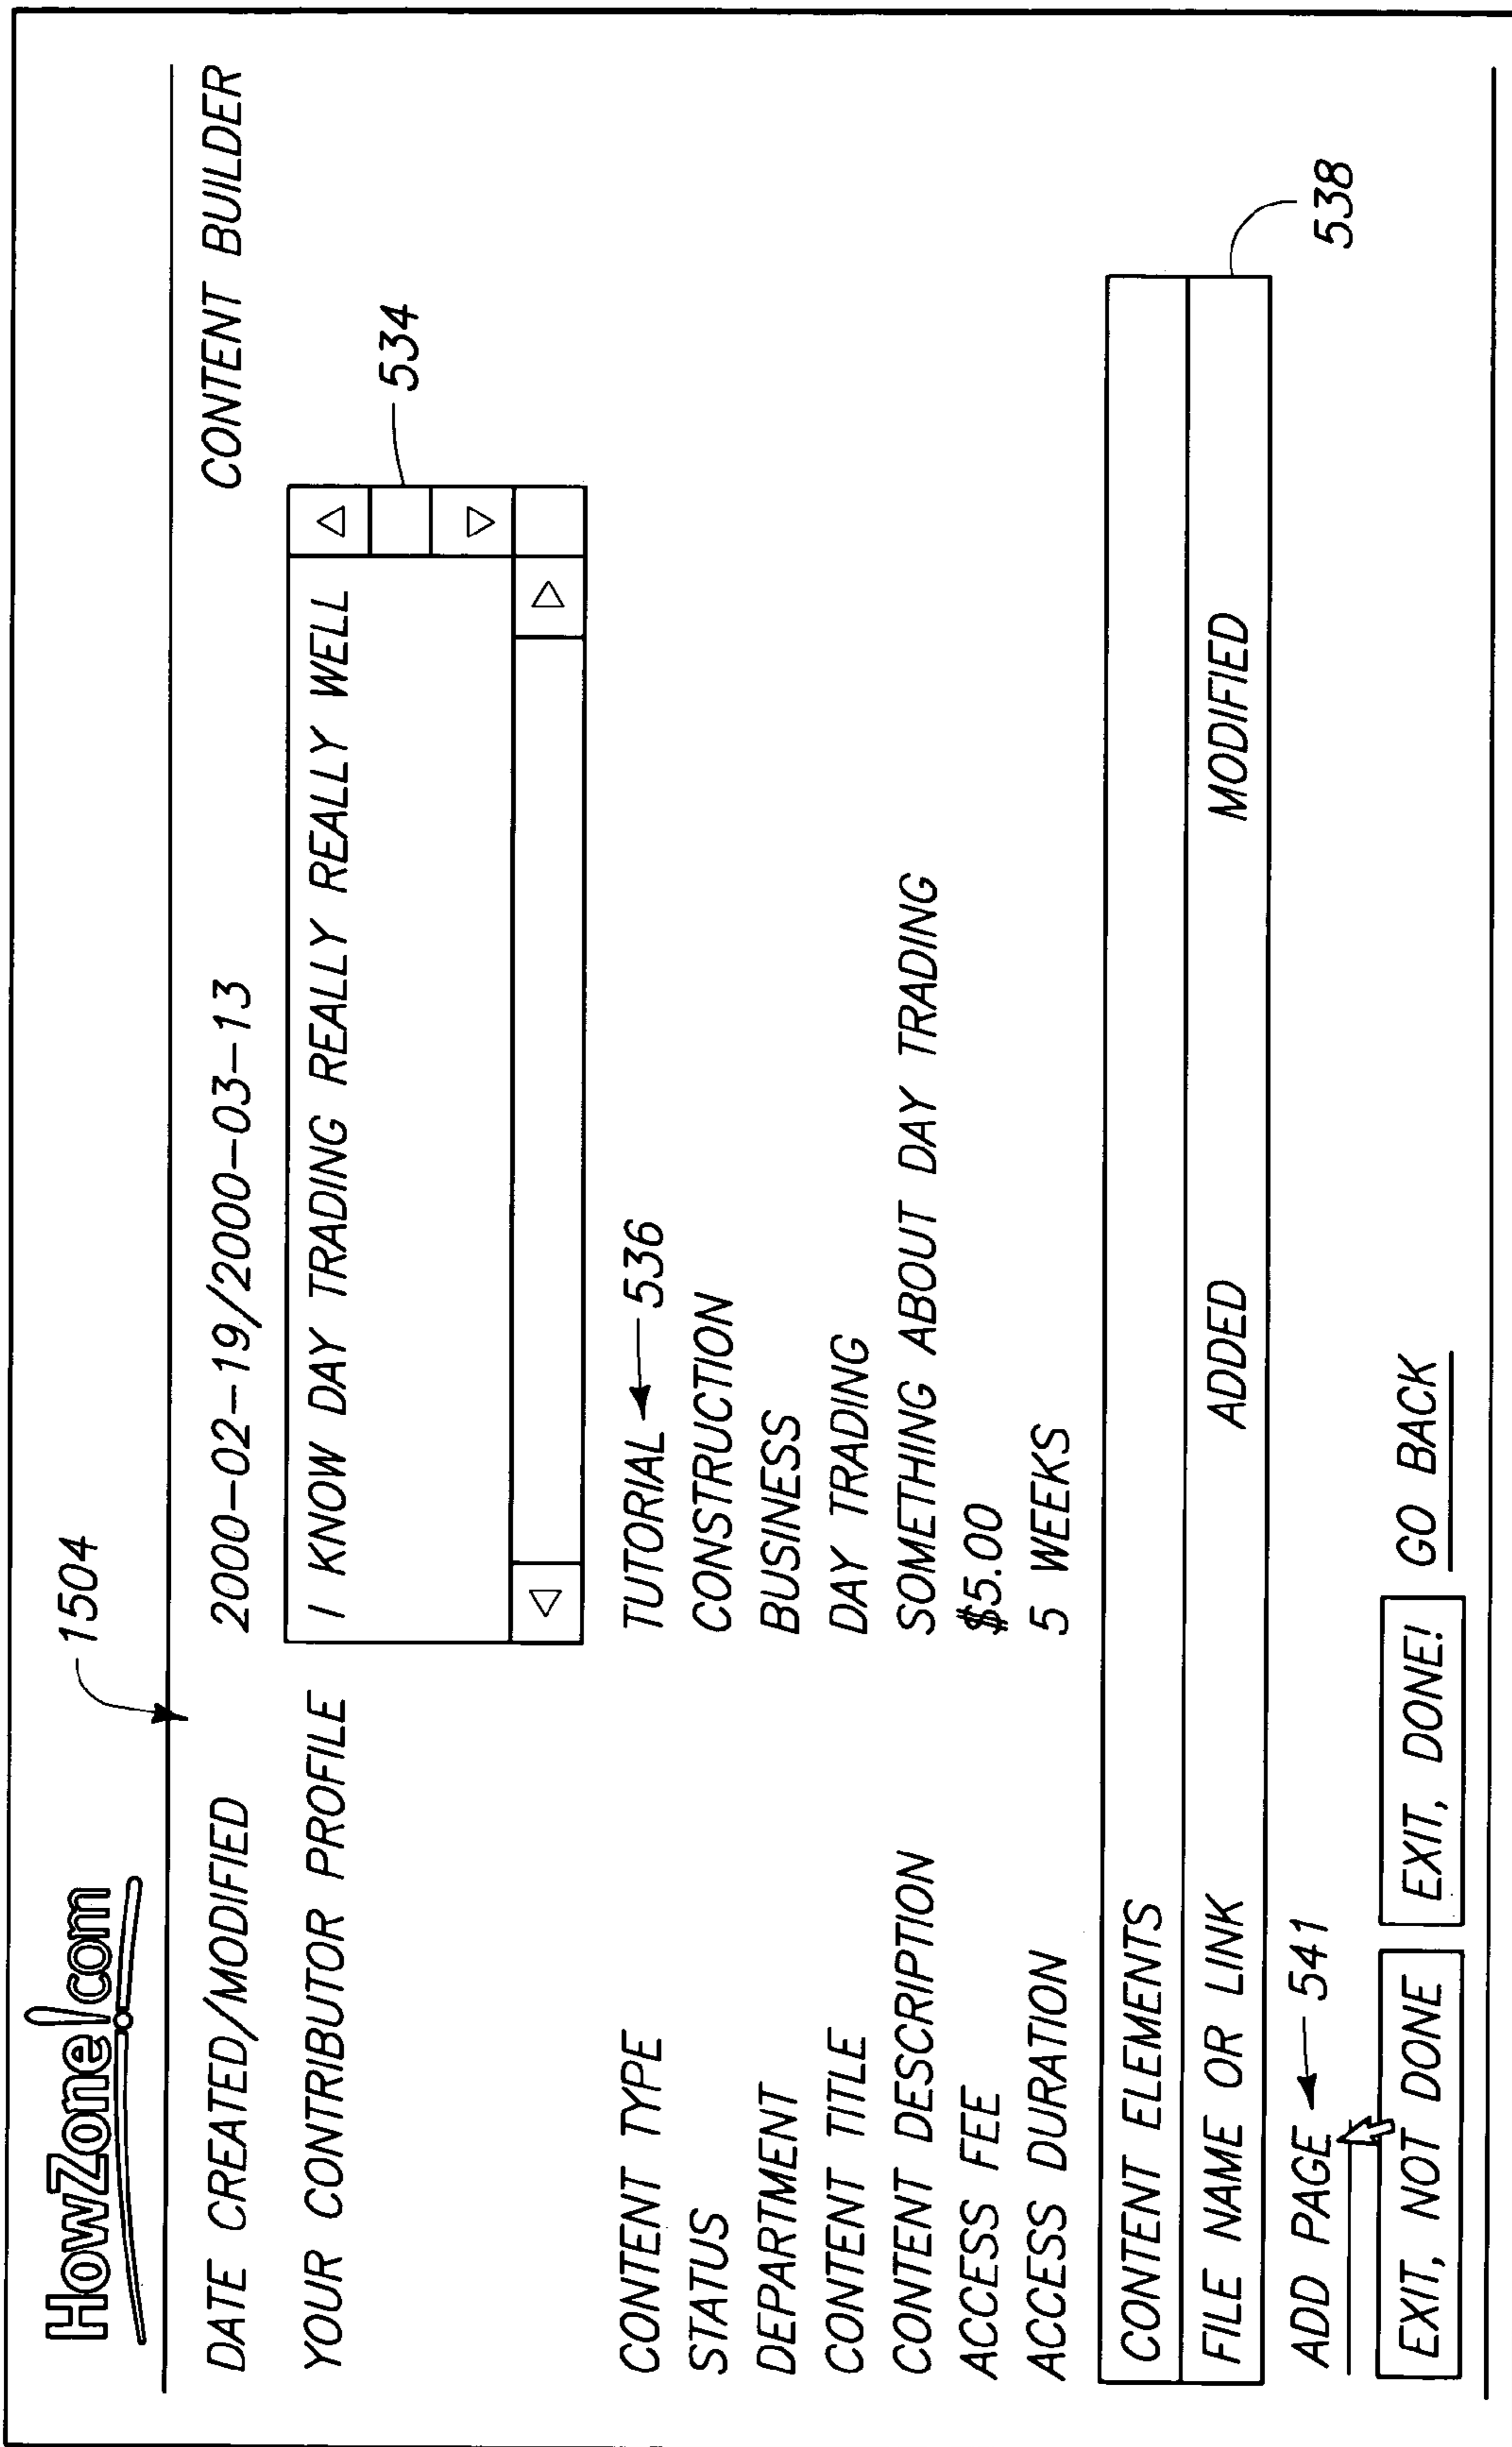 HowZone!com
1504
DATE CREATED/MODIFIED 2000-02-19/2000-03-13 CONTENT BUILDER
YOUR CONTRIBUTOR PROFILE I KNOW DAY TRADING REALLY REALLY REALLY WELL
534
CONTENT TYPE TUTORIAL 536
STATUS CONSTRUCTION
DEPARTMENT BUSINESS
CONTENT TITLE DAY TRADING
CONTENT DESCRIPTION SOMETHING ABOUT DAY TRADING
ACCESS FEE $5.00
ACCESS DURATION 5 WEEKS
CONTENT ELEMENTS
FILE NAME OR LINK ADDED MODIFIED
538
ADD PAGE 541
EXIT, NOT DONE EXIT, DONE! GO BACK